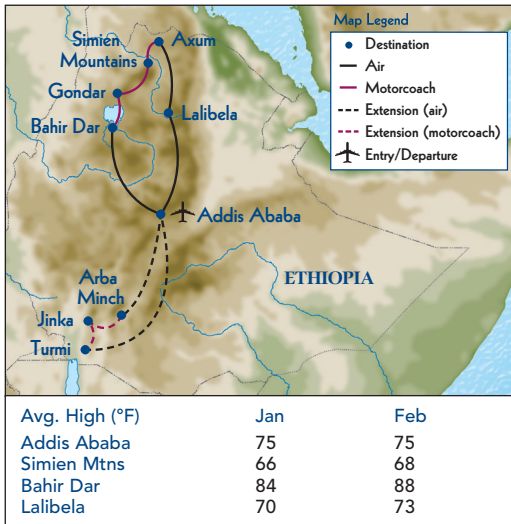 Map Legend
Destination
Air
Motorcoach
Extension (air)
Extension (motorcoach)
Entry/Departure
Simien
Mountains
Axum
Gondar
Lalibela
Bahir Dar
Addis Ababa
ETHIOPIA
Arba
Minch
Jinka
Turmi
Avg. High (°F) Jan Feb
Addis Ababa 75 75
Simien Mtns 66 68
Bahir Dar 84 88
Lalibela 70 73